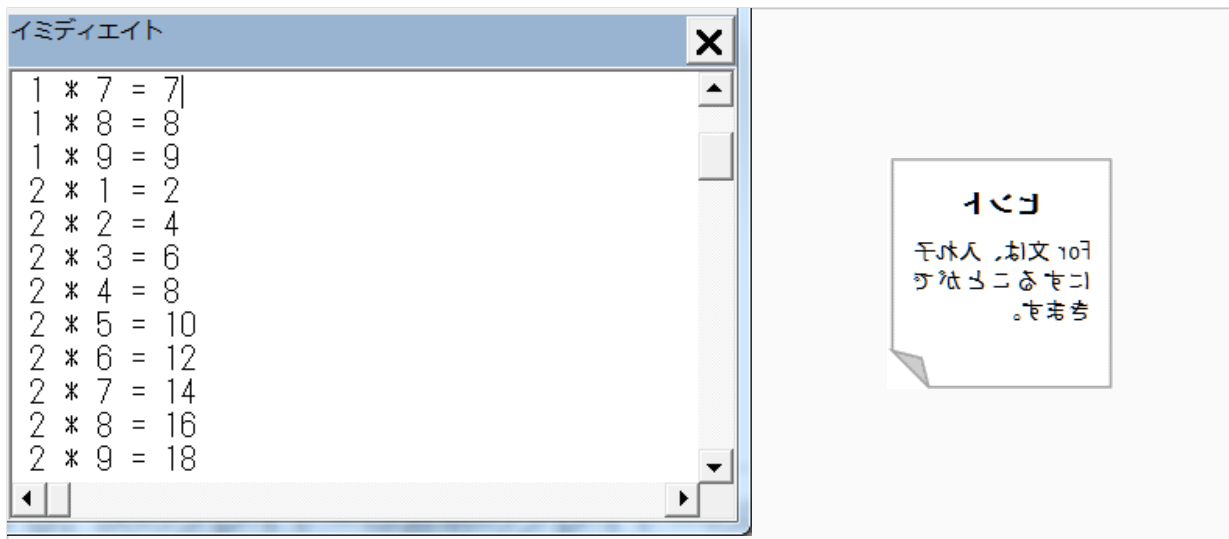 イミディエイト
1 * 7 = 7
1 * 8 = 8
1 * 9 = 9
2 * 1 = 2
2 * 2 = 4
2 * 3 = 6
2 * 4 = 8
2 * 5 = 10
2 * 6 = 12
2 * 7 = 14
2 * 8 = 16
2 * 9 = 18
ヒント
For 文は、入れ子
にすることがで
きます。